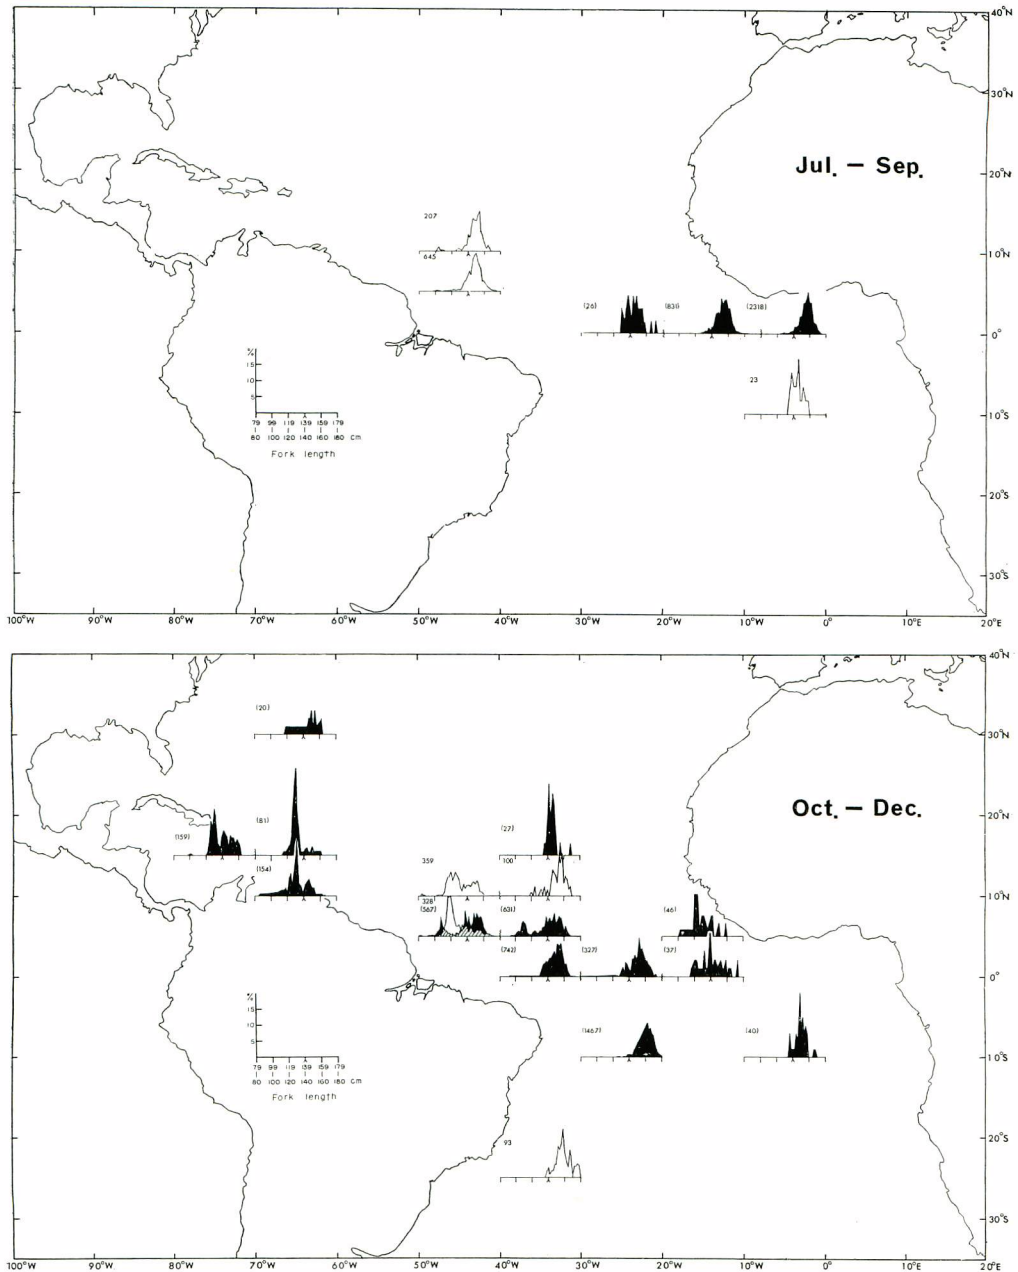 40°N
30°N
Jul. — Sep.
20°N
207
645
10°N
(26) (831) (2318)
0°
%
15
10
5
23
79 99 119 139 159 179
80 100 120 140 160 180 cm
Fork length
10°S
20°S
30°S
100°W 90°W 80°W 70°W 60°W 50°W 40°W 30°W 20°W 10°W 0° 10°E 20°E
40°N
(20)
30°N
Oct. — Dec.
20°N
(159) (81) (27)
(154) 359 100
10°N
328
(567) (631) (46)
(742) (327) (37)
0°
%
15
10
5
(1467) (40)
79 99 119 139 159 179
80 100 120 140 160 180 cm
Fork length
10°S
93
20°S
30°S
100°W 90°W 80°W 70°W 60°W 50°W 40°W 30°W 20°W 10°W 0° 10°E 20°E